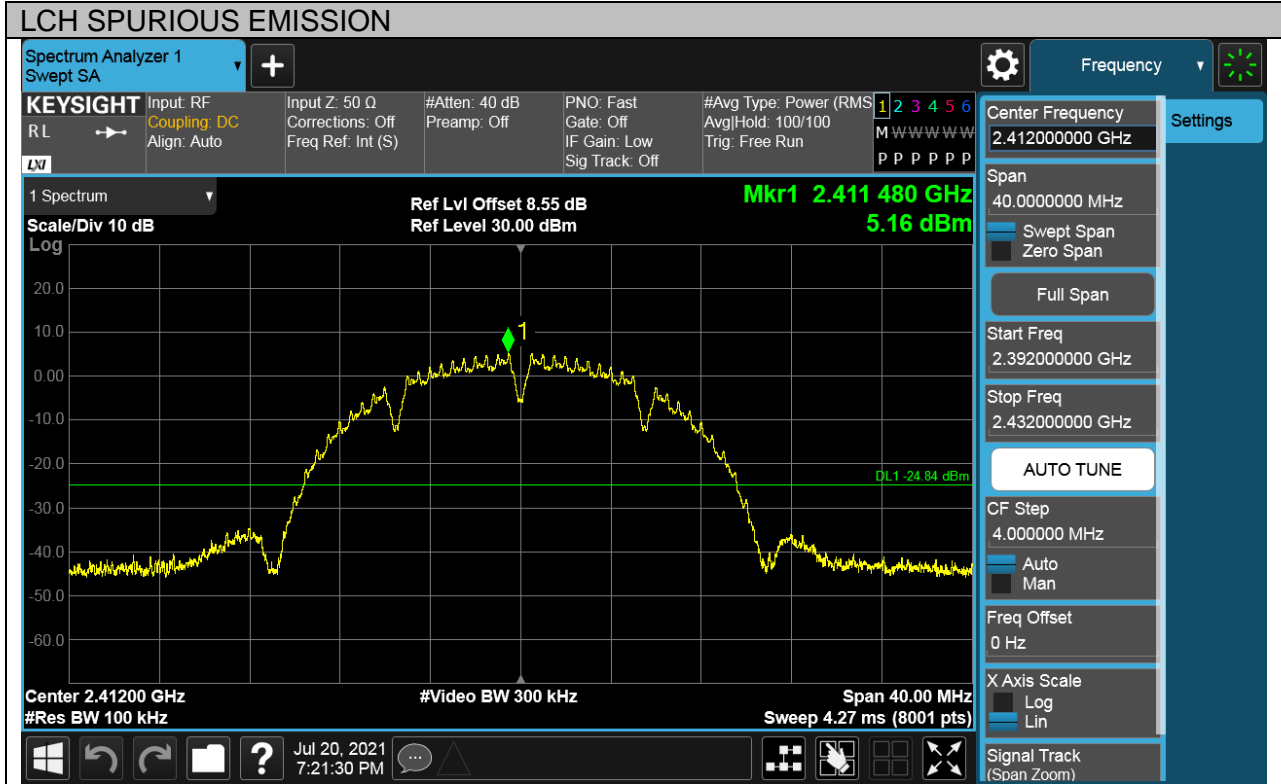 LCH SPURIOUS EMISSION
Spectrum Analyzer 1
Swept SA
Frequency
KEYSIGHT
R L
LXI
Input: RF
Coupling: DC
Align: Auto
Input Z: 50 Ω
Corrections: Off
Freq Ref: Int (S)
#Atten: 40 dB
Preamp: Off
PNO: Fast
Gate: Off
IF Gain: Low
Sig Track: Off
#Avg Type: Power (RMS
Avg|Hold: 100/100
Trig: Free Run
1 2 3 4 5 6
M W W W W W
P P P P P P
Center Frequency
2.412000000 GHz
Settings
Span
40.0000000 MHz
Swept Span
Zero Span
Full Span
Start Freq
2.392000000 GHz
Stop Freq
2.432000000 GHz
AUTO TUNE
CF Step
4.000000 MHz
Auto
Man
Freq Offset
0 Hz
X Axis Scale
Log
Lin
Signal Track
(Span Zoom)
1 Spectrum
Scale/Div 10 dB
Log
Ref Lvl Offset 8.55 dB
Ref Level 30.00 dBm
Mkr1 2.411 480 GHz
5.16 dBm
20.0
10.0
1
0.00
-10.0
-20.0
DL1 -24.84 dBm
-30.0
-40.0
-50.0
-60.0
Center 2.41200 GHz
#Video BW 300 kHz
Span 40.00 MHz
#Res BW 100 kHz
Sweep 4.27 ms (8001 pts)
Jul 20, 2021
7:21:30 PM